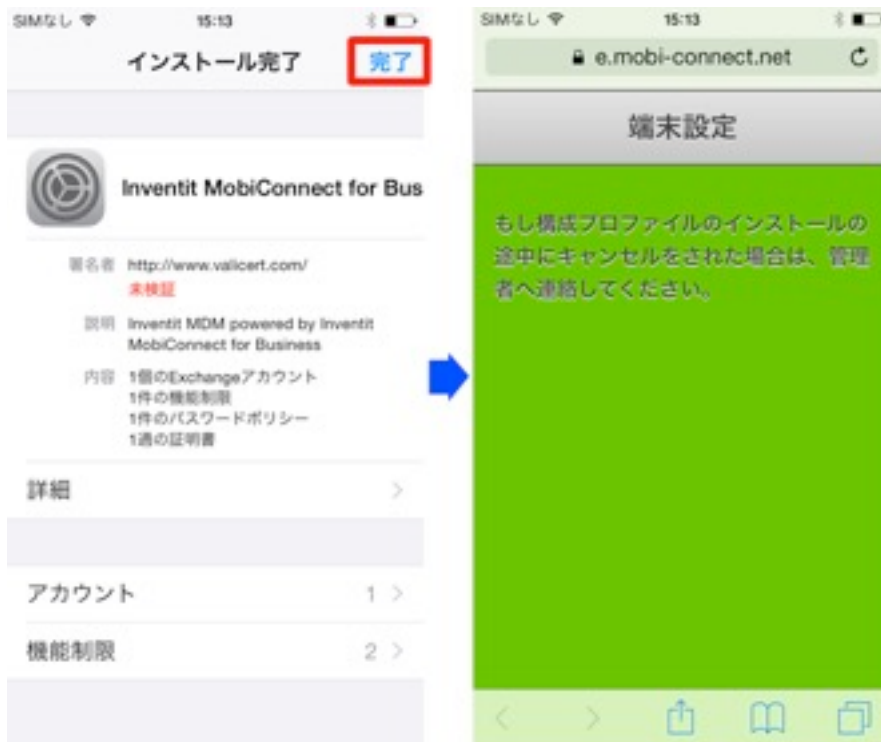 SIMなし 15:13
インストール完了 完了
Inventit MobiConnect for Bus
署名者 http://www.valicert.com/
未検証
説明 Inventit MDM powered by Inventit
MobiConnect for Business
内容 1個のExchangeアカウント
1件の機能制限
1件のパスワードポリシー
1通の証明書
詳細
アカウント 1
機能制限 2
SIMなし 15:13
e.mobi-connect.net
端末設定
もし構成プロファイルのインストールの
途中にキャンセルをされた場合は、管理
者へ連絡してください。